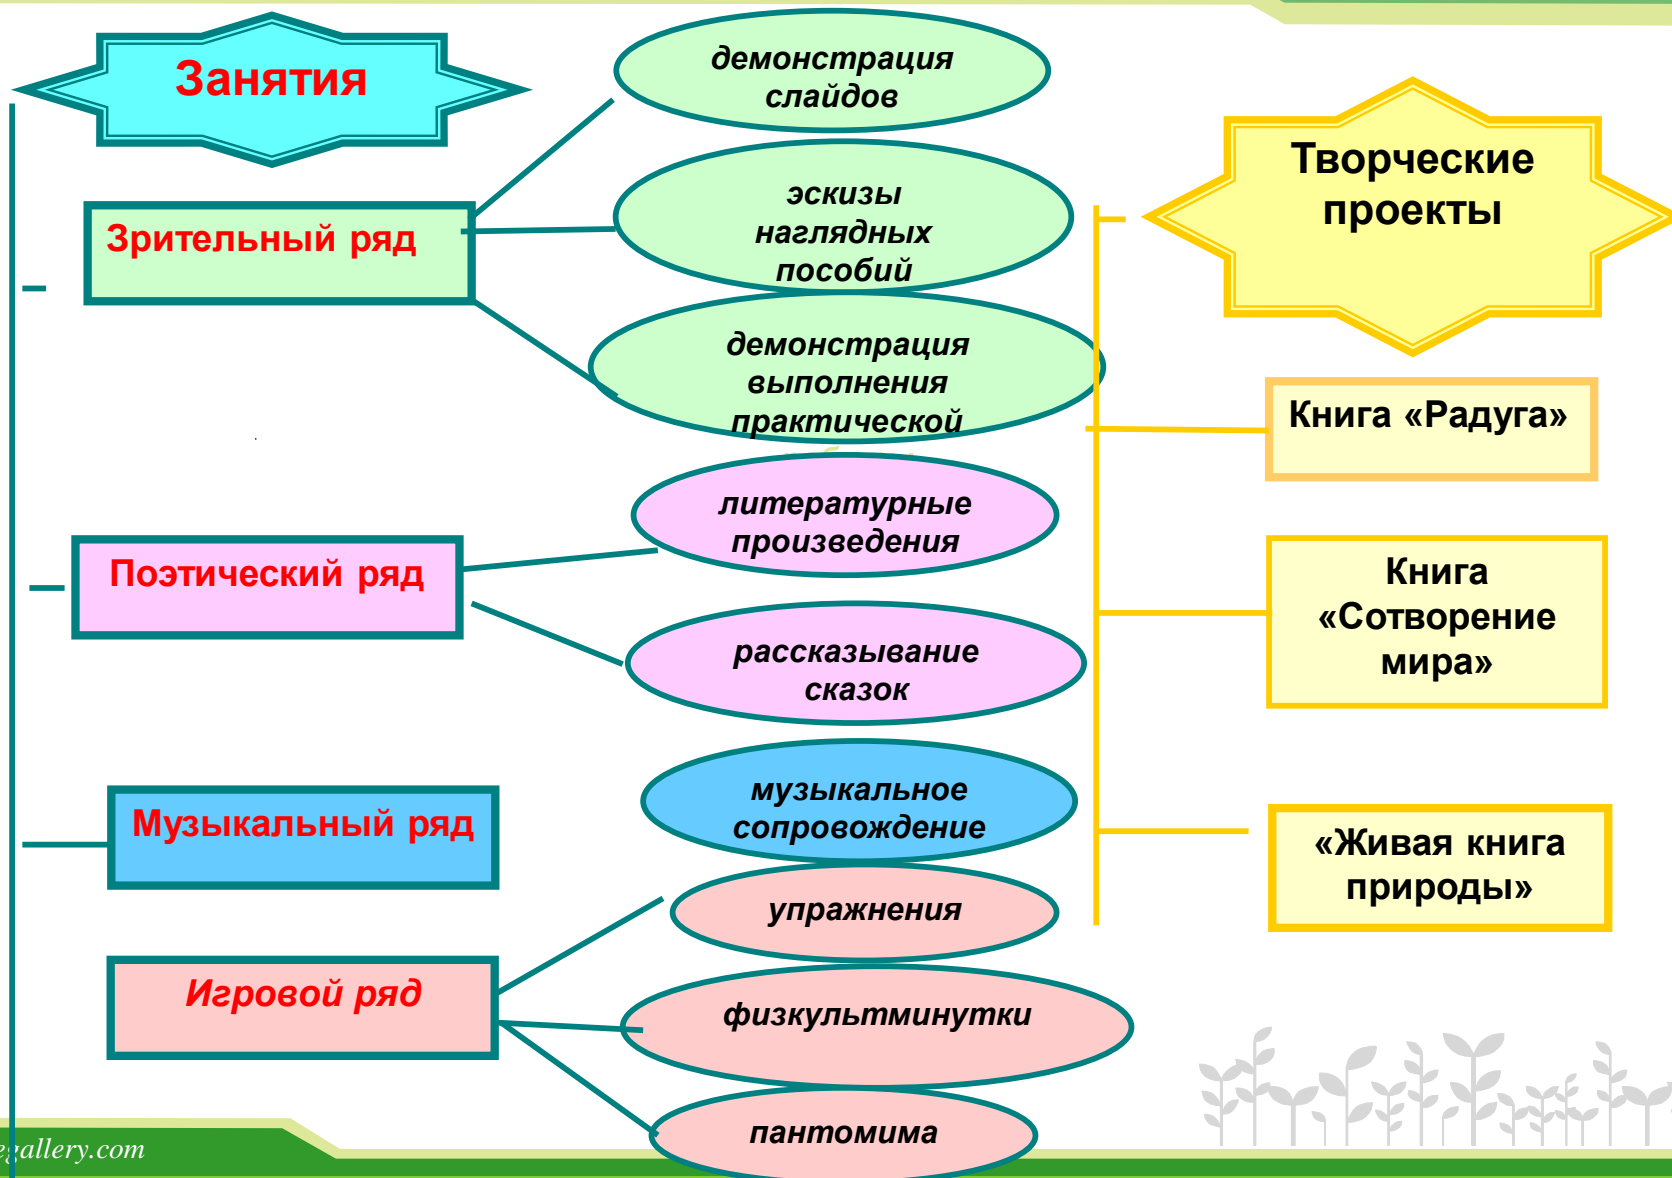 Занятия
демонстрация
слайдов
Зрительный ряд
эскизы
наглядных
пособий
демонстрация
выполнения
практической
Поэтический ряд
литературные
произведения
рассказывание
сказок
Музыкальный ряд
музыкальное
сопровождение
Игровой ряд
упражнения
физкультминутки
пантомима
Творческие
проекты
Книга «Радуга»
Книга
«Сотворение
мира»
«Живая книга
природы»
egallery.com